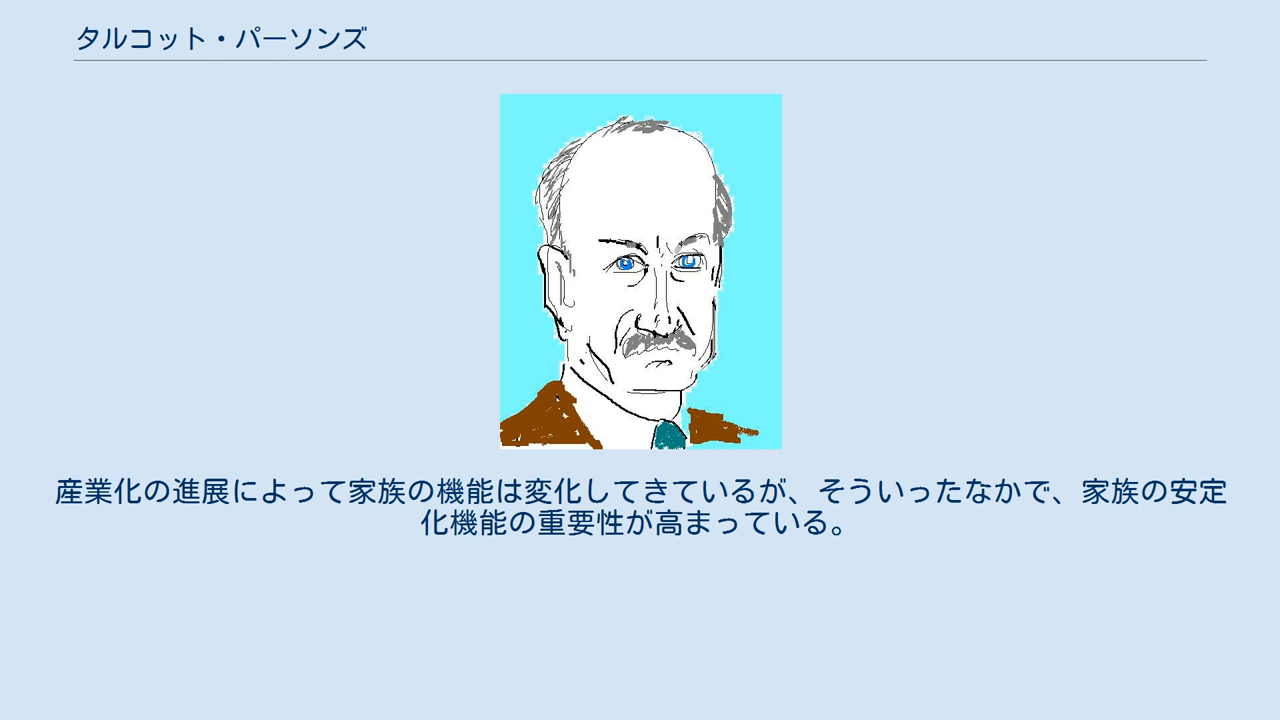 タルコット・パーソンズ
産業化の進展によって家族の機能は変化してきているが、そういったなかで、家族の安定
化機能の重要性が高まっている。